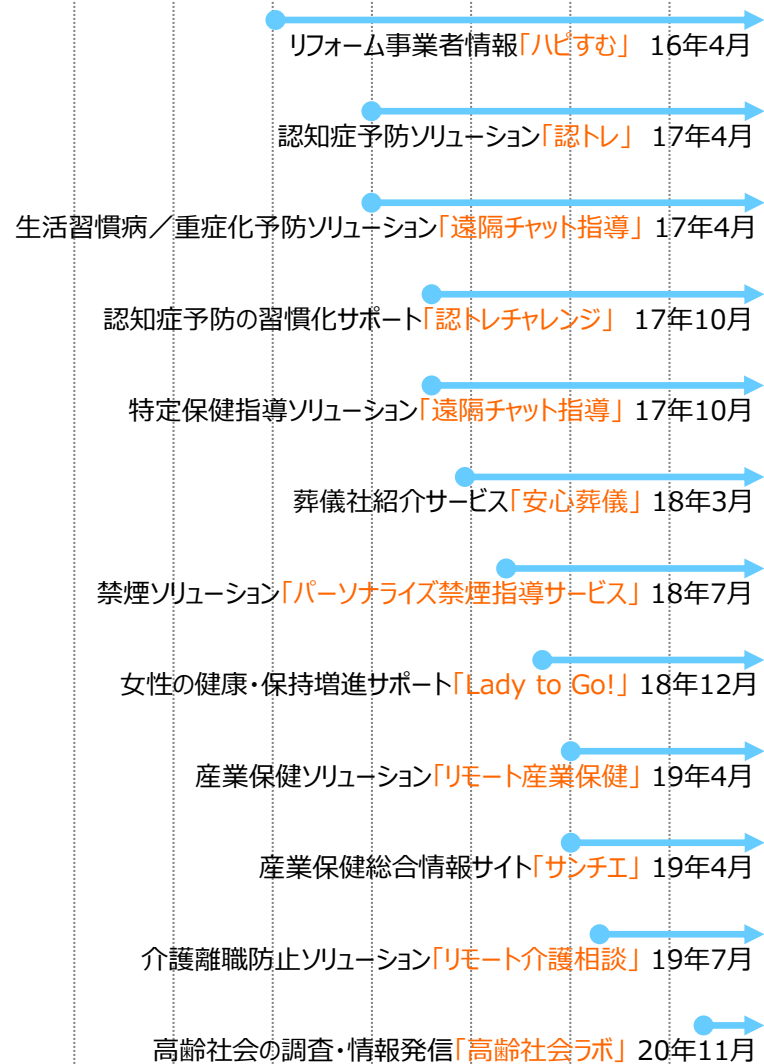 リフォーム事業者情報「ハピすむ」 16年4月
認知症予防ソリューション「認トレ」 17年4月
生活習慣病／重症化予防ソリューション「遠隔チャット指導」 17年4月
認知症予防の習慣化サポート「認トレチャレンジ」 17年10月
特定保健指導ソリューション「遠隔チャット指導」 17年10月
葬儀社紹介サービス「安心葬儀」 18年3月
禁煙ソリューション「パーソナライズ禁煙指導サービス」 18年7月
女性の健康・保持増進サポート「Lady to Go!」 18年12月
産業保健ソリューション「リモート産業保健」 19年4月
産業保健総合情報サイト「サンチエ」 19年4月
介護離職防止ソリューション「リモート介護相談」 19年7月
高齢社会の調査・情報発信「高齢社会ラボ」 20年11月